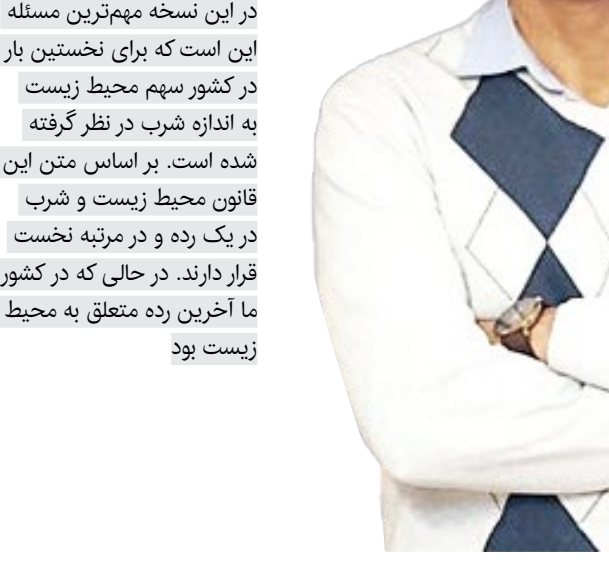 در این نسخه مهم‌ترین مسئله
این است که برای نخستین بار
در کشور سهم محیط زیست
به اندازه شرب در نظر گرفته
شده است. بر اساس متن این
قانون محیط زیست و شرب
در یک رده و در مرتبه نخست
قرار دارند. در حالی که در کشور
ما آخرین رده متعلق به محیط
زیست بود